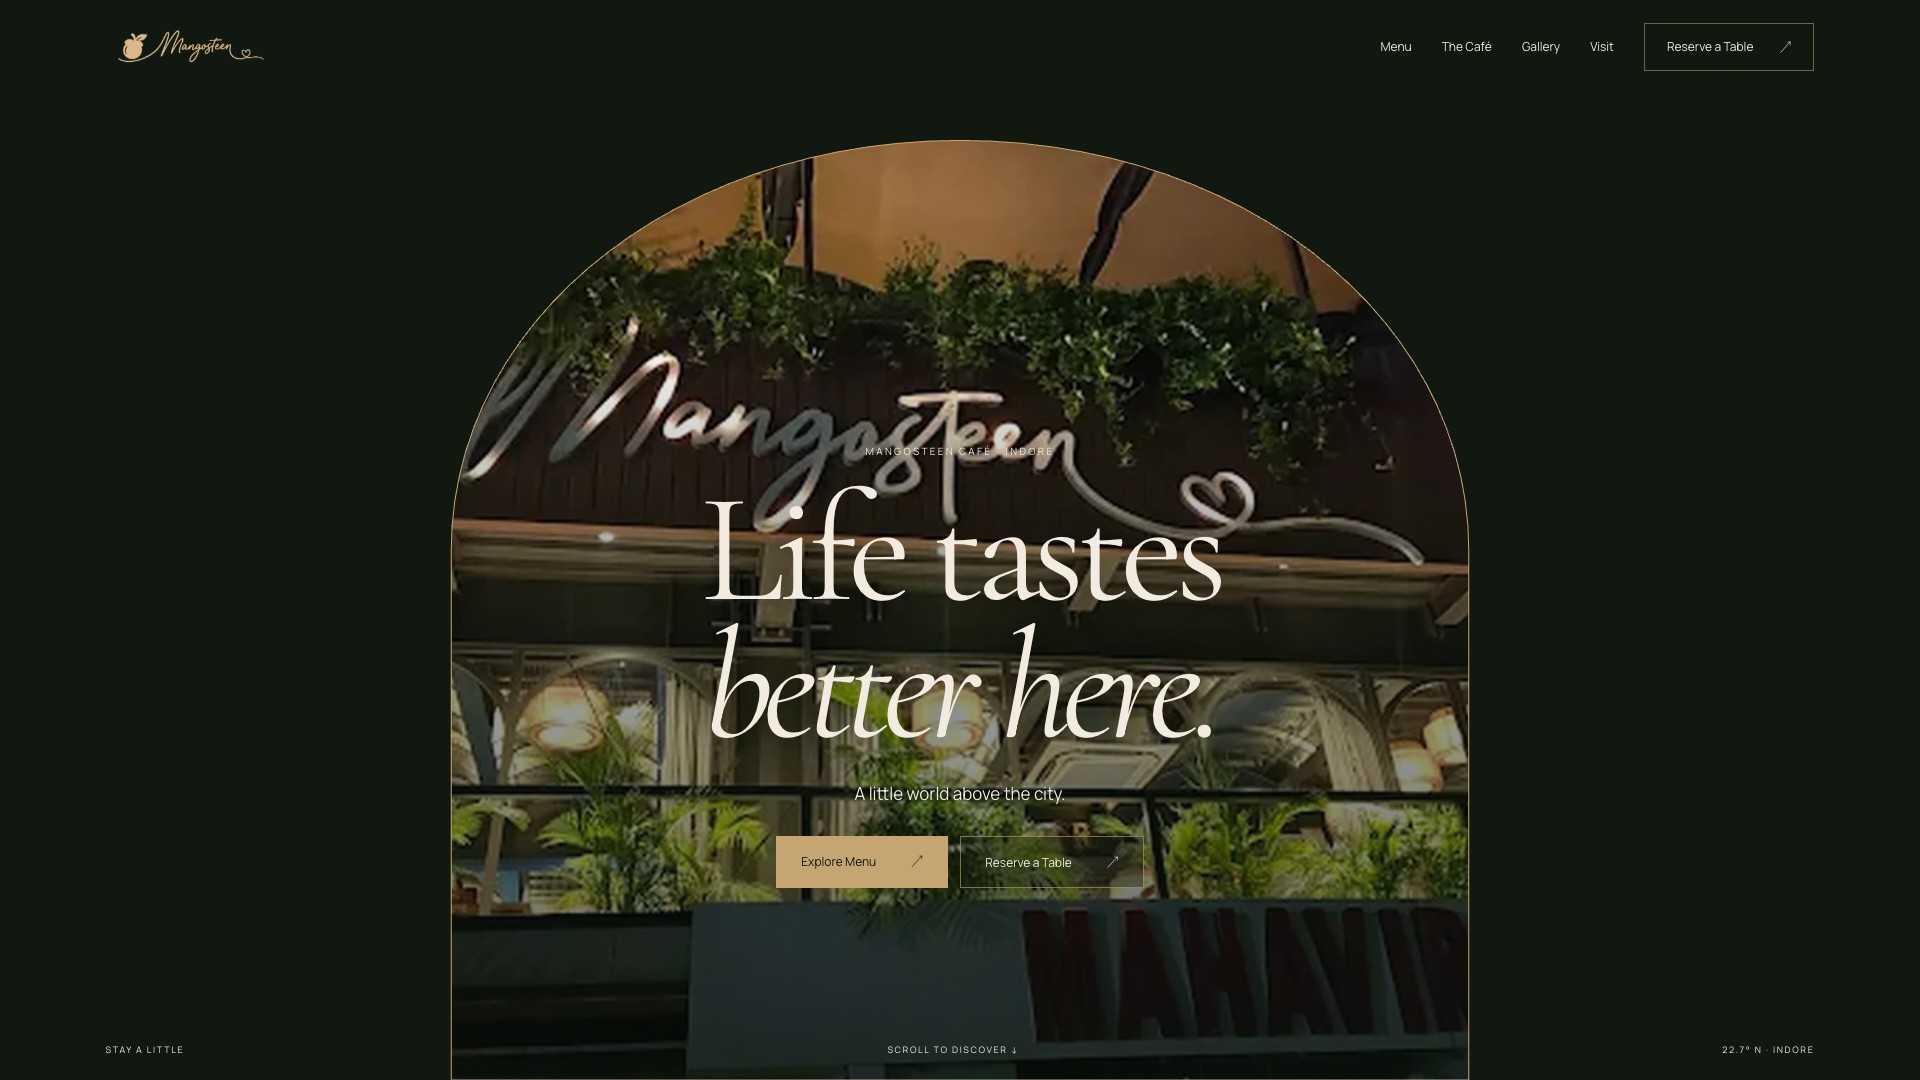 Mangosteen
Menu
The Café
Gallery
Visit
Reserve a Table
Mangosteen
MANGOSTEEN CAFÉ · INDORE
Life tastes
better here.
A little world above the city.
Explore Menu
Reserve a Table
MAHAVIR
STAY A LITTLE
SCROLL TO DISCOVER ↓
22.7° N · INDORE